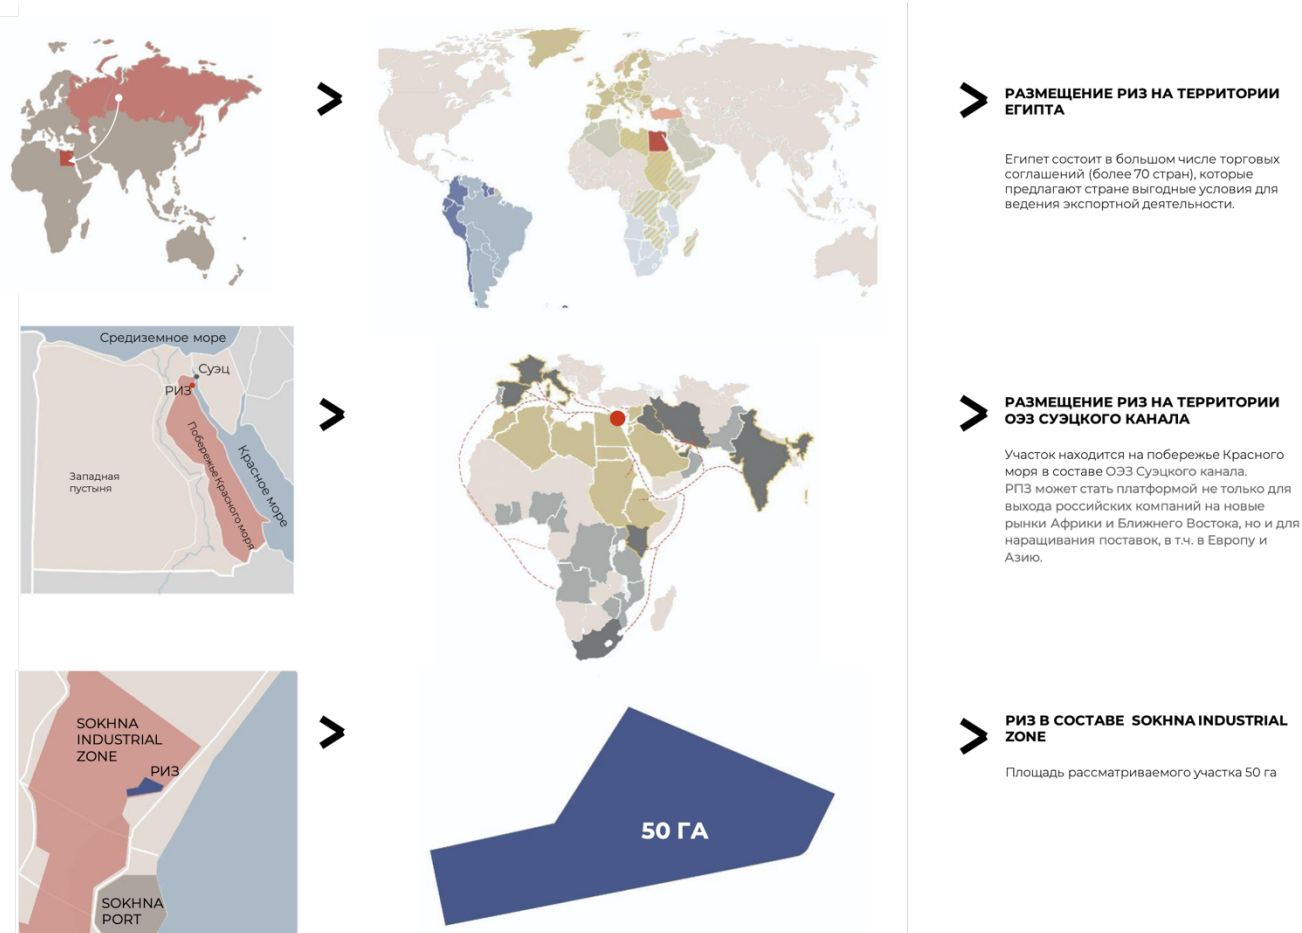 РАЗМЕЩЕНИЕ РИЗ НА ТЕРРИТОРИИ
ЕГИПТА
Египет состоит в большом числе торговых
соглашений (более 70 стран), которые
предлагают стране выгодные условия для
ведения экспортной деятельности.
Средиземное море
Суэц
РИЗ
Побережье Красного моря
Красное море
Западная
пустыня
РАЗМЕЩЕНИЕ РИЗ НА ТЕРРИТОРИИ
ОЭЗ СУЭЦКОГО КАНАЛА
Участок находится на побережье Красного
моря в составе ОЭЗ Суэцкого канала.
РПЗ может стать платформой не только для
выхода российских компаний на новые
рынки Африки и Ближнего Востока, но и для
наращивания поставок, в т.ч. в Европу и
Азию.
SOKHNA
INDUSTRIAL
ZONE
РИЗ
SOKHNA
PORT
50 ГА
РИЗ В СОСТАВЕ SOKHNA INDUSTRIAL
ZONE
Площадь рассматриваемого участка 50 га